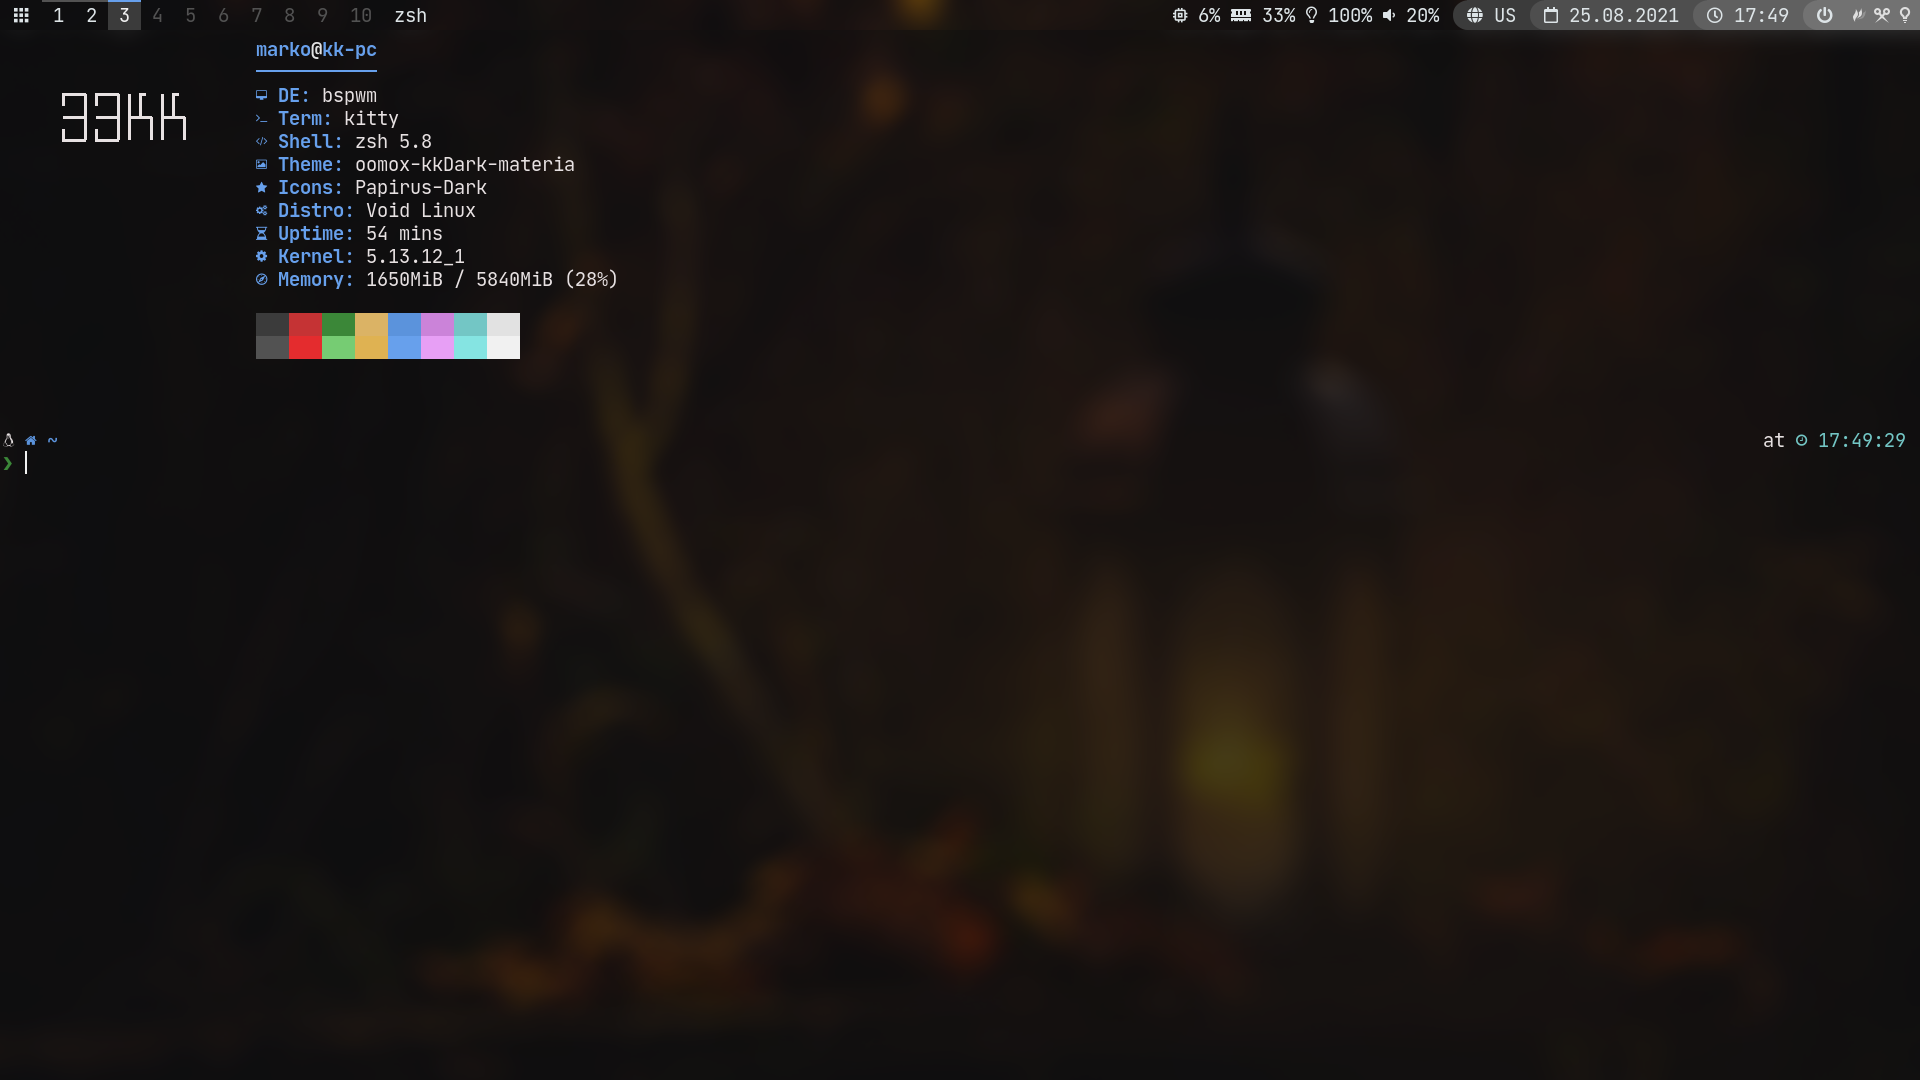 1 2 3 4 5 6 7 8 9 10 zsh 6% 33% 100% 20% US 25.08.2021 17:49
marko@kk-pc
33KK
DE: bspwm
Term: kitty
Shell: zsh 5.8
Theme: oomox-kkDark-materia
Icons: Papirus-Dark
Distro: Void Linux
Uptime: 54 mins
Kernel: 5.13.12_1
Memory: 1650MiB / 5840MiB (28%)
~ at 17:49:29
❯